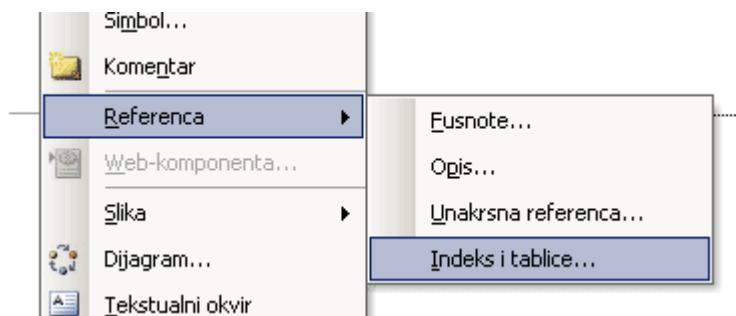 Simbol...
Komentar
Referenca
Web-komponenta...
Slika
Dijagram...
Tekstualni okvir
Fusnote...
Opis...
Unakrsna referenca...
Indeks i tablice...